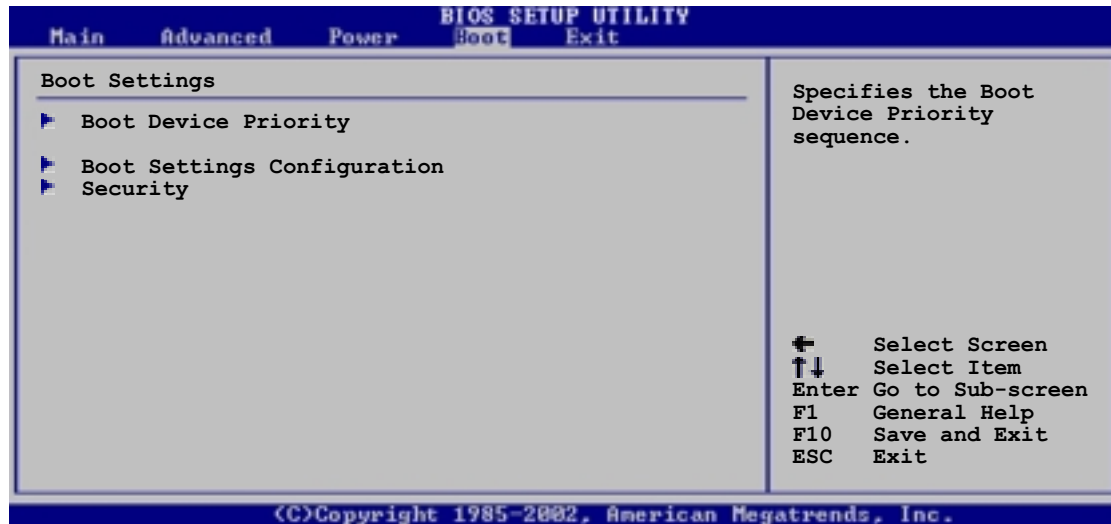 BIOS SETUP UTILITY
Main Advanced Power Boot Exit
Boot Settings
Boot Device Priority
Boot Settings Configuration
Security
Specifies the Boot
Device Priority
sequence.
← Select Screen
↑↓ Select Item
Enter Go to Sub-screen
F1 General Help
F10 Save and Exit
ESC Exit
(C)Copyright 1985-2002, American Megatrends, Inc.